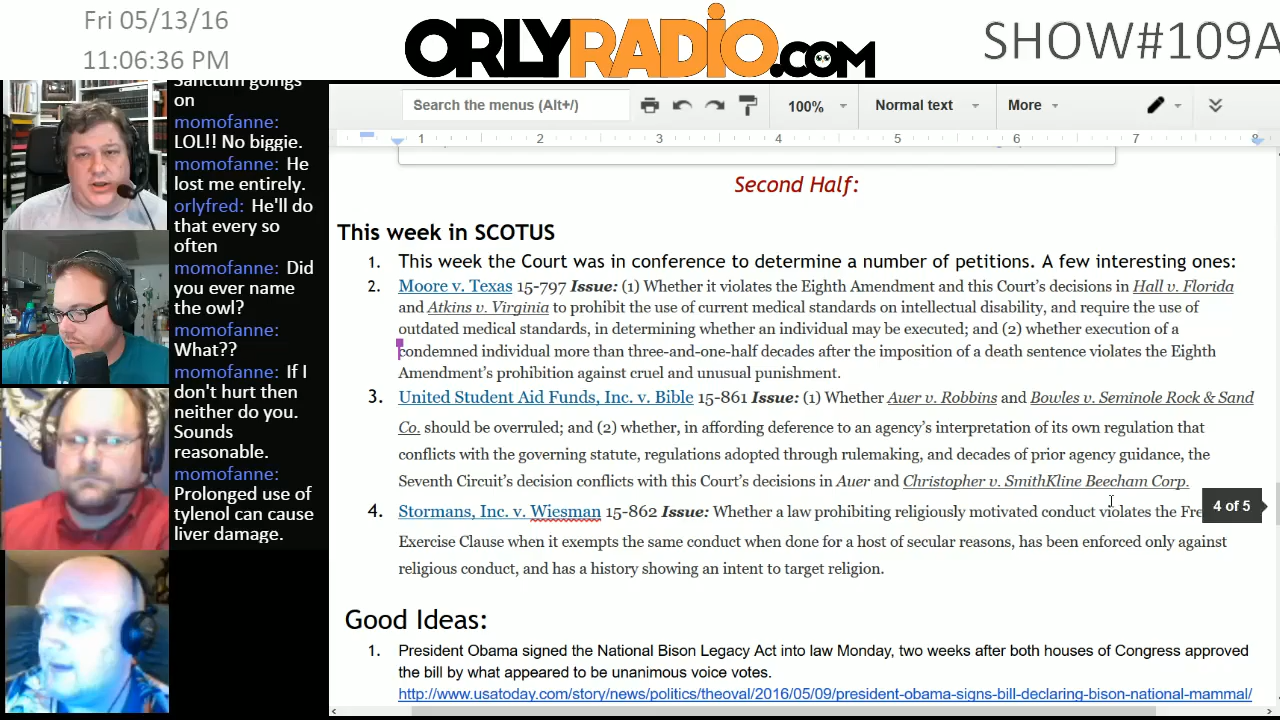 Fri 05/13/16
11:06:36 PM
ORLYRADIO.COM
SHOW#109A
Sanctum goings
on
momofanne:
LOL!! No biggie.
momofanne: He
lost me entirely.
orlyfred: He'll do
that every so
often
momofanne: Did
you ever name
the owl?
momofanne:
What??
momofanne: If I
don't hurt then
neither do you.
Sounds
reasonable.
momofanne:
Prolonged use of
tylenol can cause
liver damage.
Search the menus (Alt+/)
100%
Normal text
More
1 2 3 4 5 6 7 8
Second Half:
This week in SCOTUS
1. This week the Court was in conference to determine a number of petitions. A few interesting ones:
2. Moore v. Texas 15-797 Issue: (1) Whether it violates the Eighth Amendment and this Court's decisions in Hall v. Florida
and Atkins v. Virginia to prohibit the use of current medical standards on intellectual disability, and require the use of
outdated medical standards, in determining whether an individual may be executed; and (2) whether execution of a
condemned individual more than three-and-one-half decades after the imposition of a death sentence violates the Eighth
Amendment's prohibition against cruel and unusual punishment.
3. United Student Aid Funds, Inc. v. Bible 15-861 Issue: (1) Whether Auer v. Robbins and Bowles v. Seminole Rock & Sand
Co. should be overruled; and (2) whether, in affording deference to an agency's interpretation of its own regulation that
conflicts with the governing statute, regulations adopted through rulemaking, and decades of prior agency guidance, the
Seventh Circuit's decision conflicts with this Court's decisions in Auer and Christopher v. SmithKline Beecham Corp.
4 of 5
4. Stormans, Inc. v. Wiesman 15-862 Issue: Whether a law prohibiting religiously motivated conduct violates the Fre
Exercise Clause when it exempts the same conduct when done for a host of secular reasons, has been enforced only against
religious conduct, and has a history showing an intent to target religion.
Good Ideas:
1. President Obama signed the National Bison Legacy Act into law Monday, two weeks after both houses of Congress approved
the bill by what appeared to be unanimous voice votes.
http://www.usatoday.com/story/news/politics/theoval/2016/05/09/president-obama-signs-bill-declaring-bison-national-mammal/